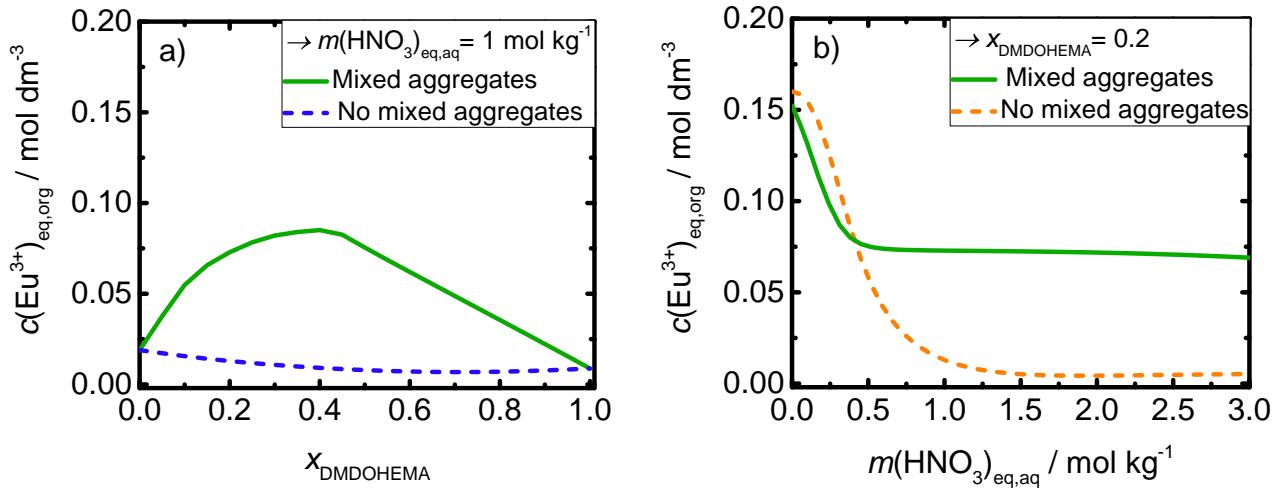 a)
→ m(HNO₃)eq,aq = 1 mol kg⁻¹
Mixed aggregates
No mixed aggregates
c(Eu³⁺)eq,org / mol dm⁻³
0.20
0.15
0.10
0.05
0.00
0.0 0.2 0.4 0.6 0.8 1.0
xDMDOHEMA
b)
→ xDMDOHEMA = 0.2
Mixed aggregates
No mixed aggregates
c(Eu³⁺)eq,org / mol dm⁻³
0.20
0.15
0.10
0.05
0.00
0.0 0.5 1.0 1.5 2.0 2.5 3.0
m(HNO₃)eq,aq / mol kg⁻¹